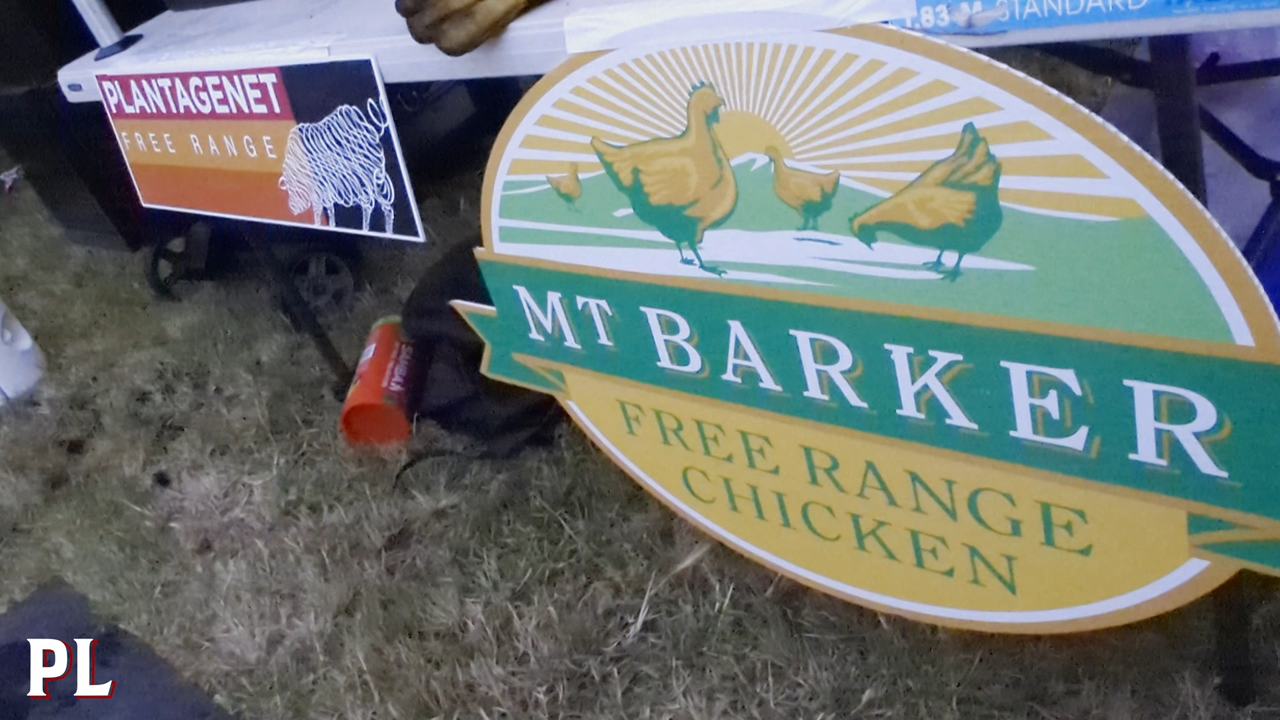 1.83 M STANDARD
PLANTAGENET
FREE RANGE
MT BARKER
FREE RANGE
CHICKEN
PL